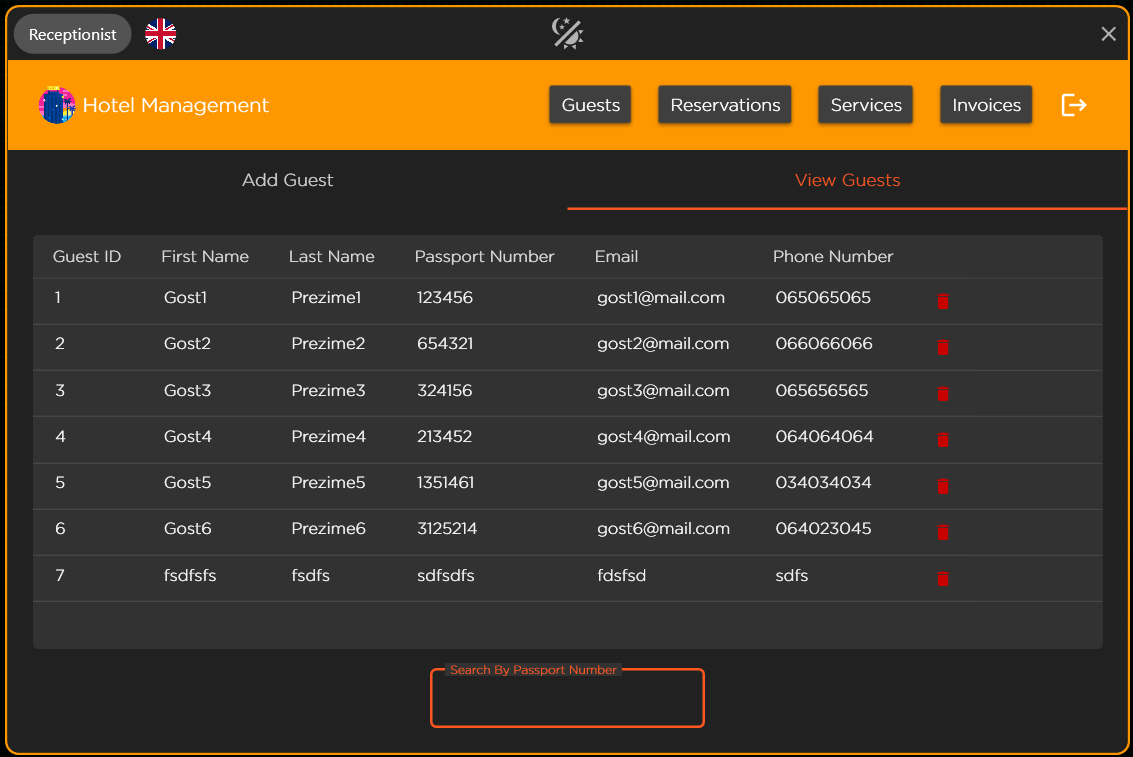 Receptionist
Hotel Management Guests Reservations Services Invoices
Add Guest View Guests
Guest ID First Name Last Name Passport Number Email Phone Number
1 Gost1 Prezime1 123456 gost1@mail.com 065065065
2 Gost2 Prezime2 654321 gost2@mail.com 066066066
3 Gost3 Prezime3 324156 gost3@mail.com 065656565
4 Gost4 Prezime4 213452 gost4@mail.com 064064064
5 Gost5 Prezime5 1351461 gost5@mail.com 034034034
6 Gost6 Prezime6 3125214 gost6@mail.com 064023045
7 fsdfsfs fsdfs sdfsdfs fdsfsd sdfs
Search By Passport Number